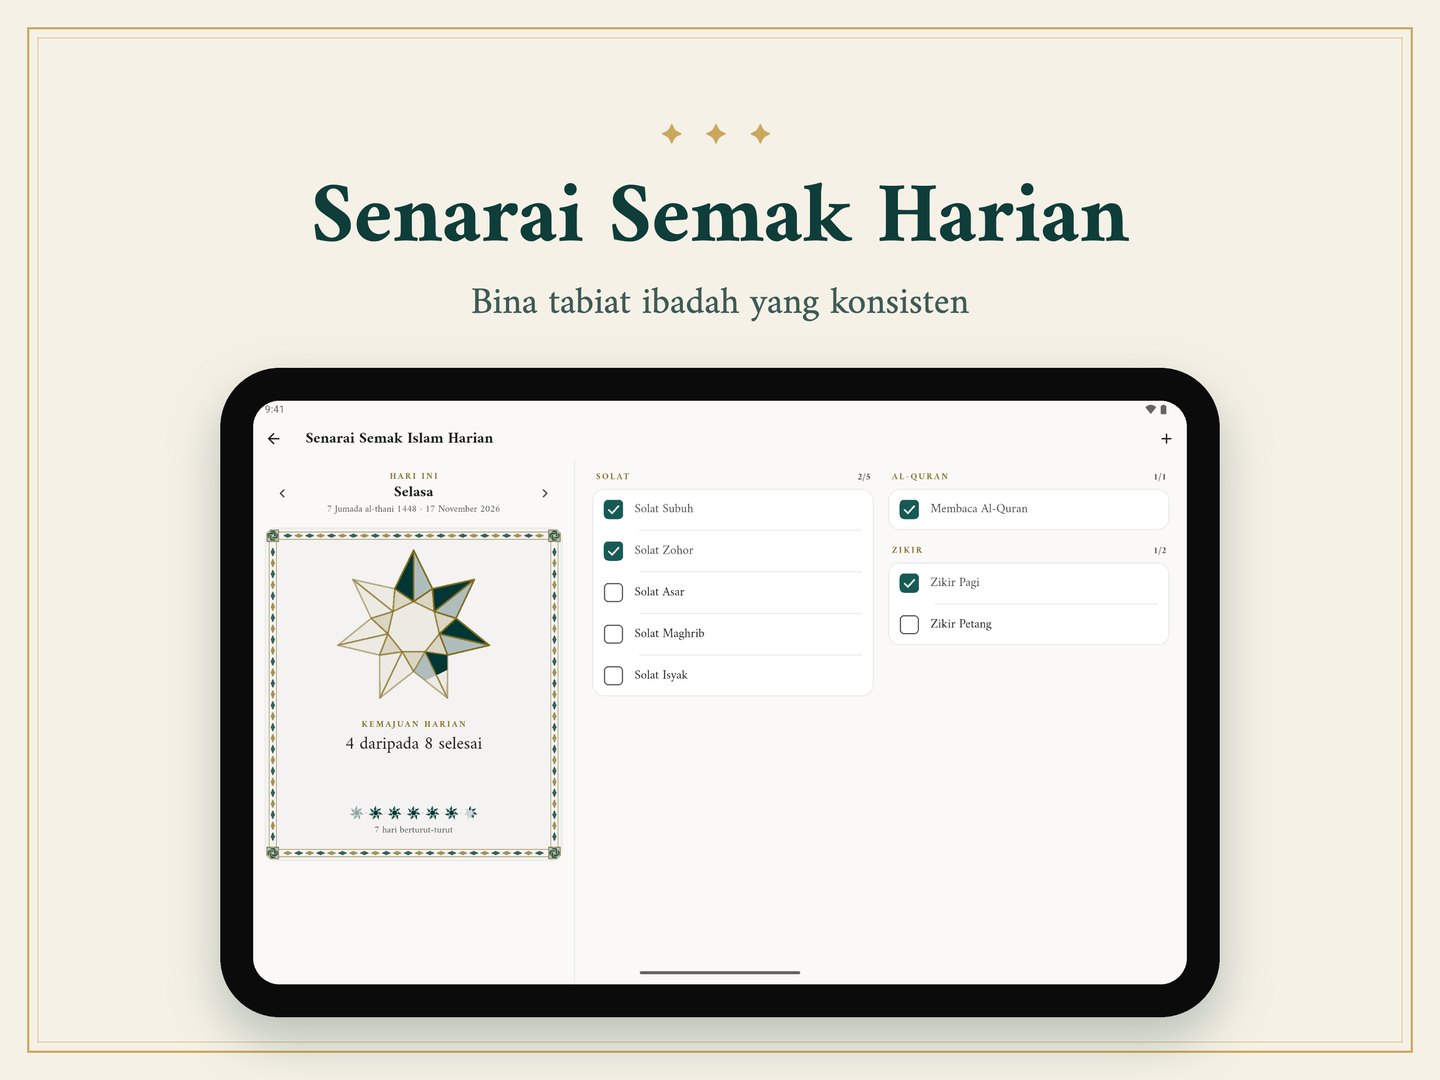 Senarai Semak Harian
Bina tabiat ibadah yang konsisten
9:41
Senarai Semak Islam Harian
HARI INI
Selasa
7 Jumada al-thani 1448 - 17 November 2026
KEMAJUAN HARIAN
4 daripada 8 selesai
7 hari berturut-turut
SOLAT 2/5
Solat Subuh
Solat Zohor
Solat Asar
Solat Maghrib
Solat Isyak
AL-QURAN 1/1
Membaca Al-Quran
ZIKIR 1/2
Zikir Pagi
Zikir Petang